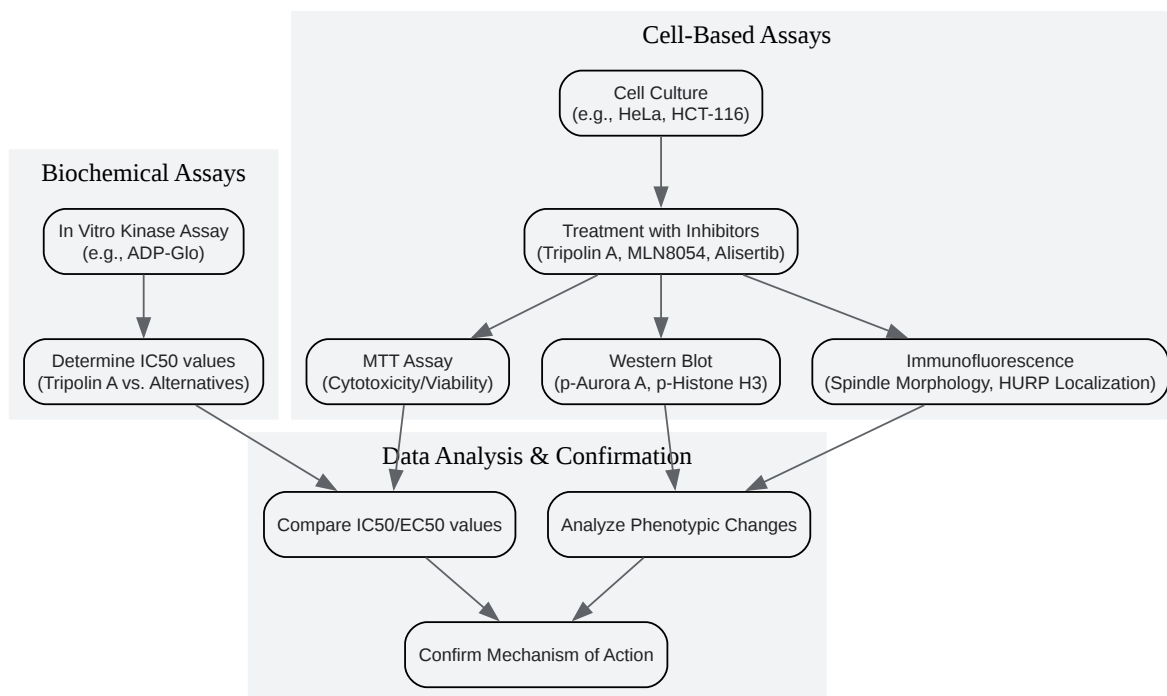 Cell-Based Assays
Cell Culture
(e.g., HeLa, HCT-116)
Biochemical Assays
In Vitro Kinase Assay
(e.g., ADP-Glo)
Treatment with Inhibitors
(Tripolin A, MLN8054, Alisertib)
Determine IC50 values
(Tripolin A vs. Alternatives)
MTT Assay
(Cytotoxicity/Viability)
Western Blot
(p-Aurora A, p-Histone H3)
Immunofluorescence
(Spindle Morphology, HURP Localization)
Data Analysis & Confirmation
Compare IC50/EC50 values
Analyze Phenotypic Changes
Confirm Mechanism of Action